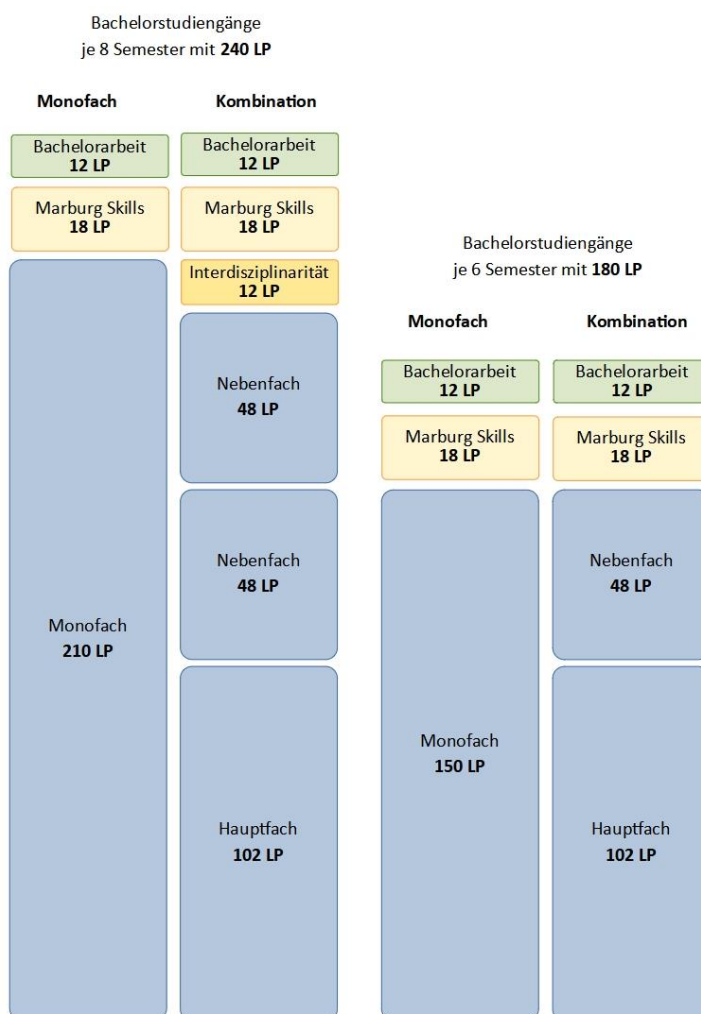 Bachelorstudiengänge
je 8 Semester mit 240 LP
Monofach
Bachelorarbeit
12 LP
Marburg Skills
18 LP
Monofach
210 LP
Kombination
Bachelorarbeit
12 LP
Marburg Skills
18 LP
Interdisziplinarität
12 LP
Nebenfach
48 LP
Nebenfach
48 LP
Hauptfach
102 LP
Bachelorstudiengänge
je 6 Semester mit 180 LP
Monofach
Bachelorarbeit
12 LP
Marburg Skills
18 LP
Monofach
150 LP
Kombination
Bachelorarbeit
12 LP
Marburg Skills
18 LP
Nebenfach
48 LP
Hauptfach
102 LP